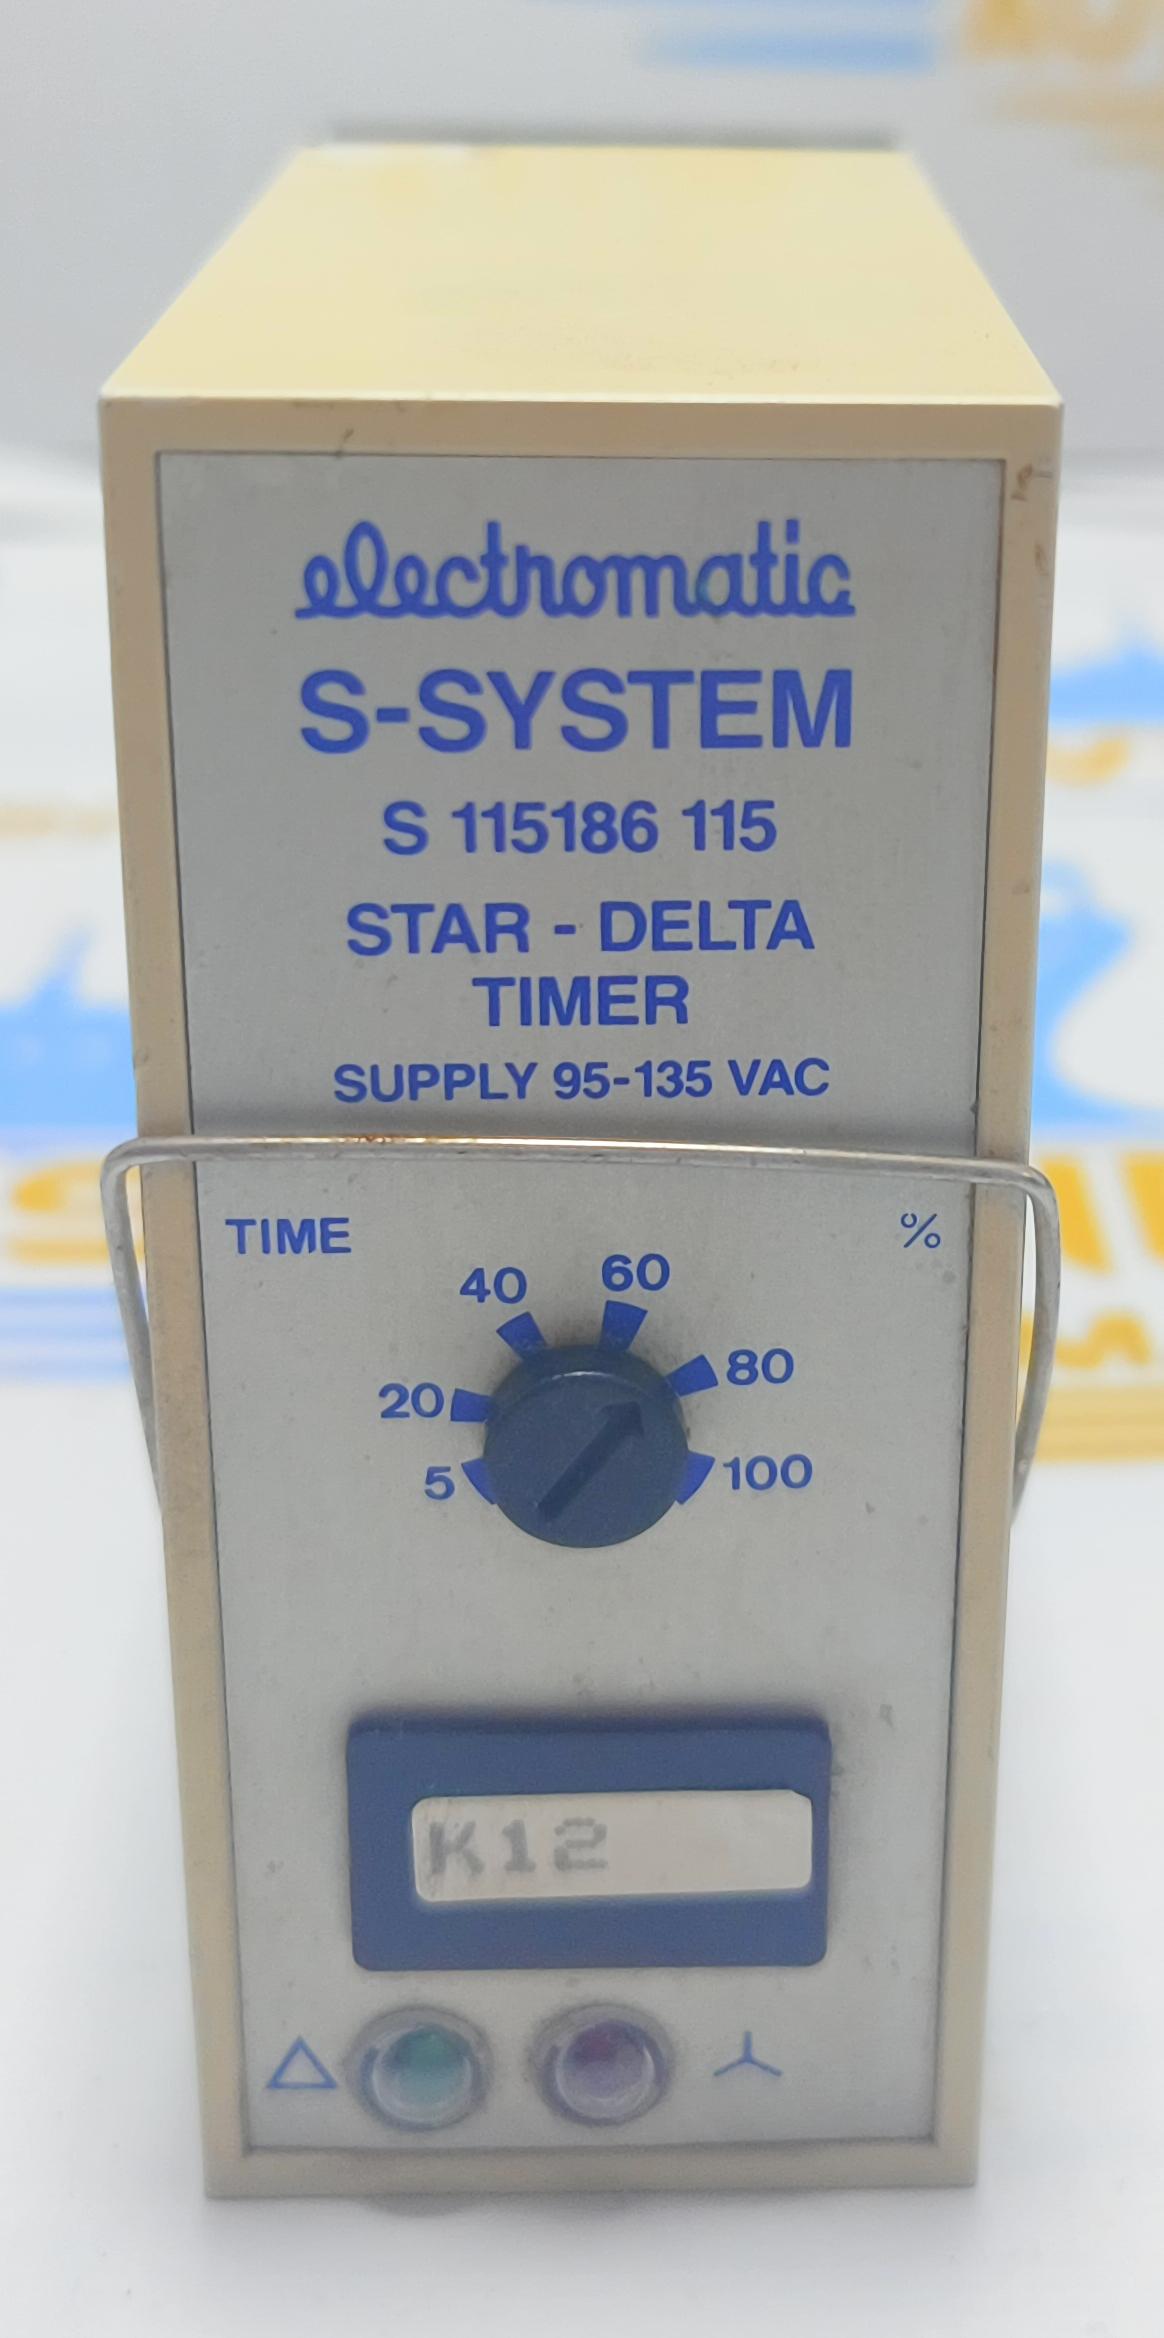 electromatic
S-SYSTEM
S 115186 115
STAR - DELTA
TIMER
SUPPLY 95-135 VAC
TIME %
40 60
20 80
5 100
K12